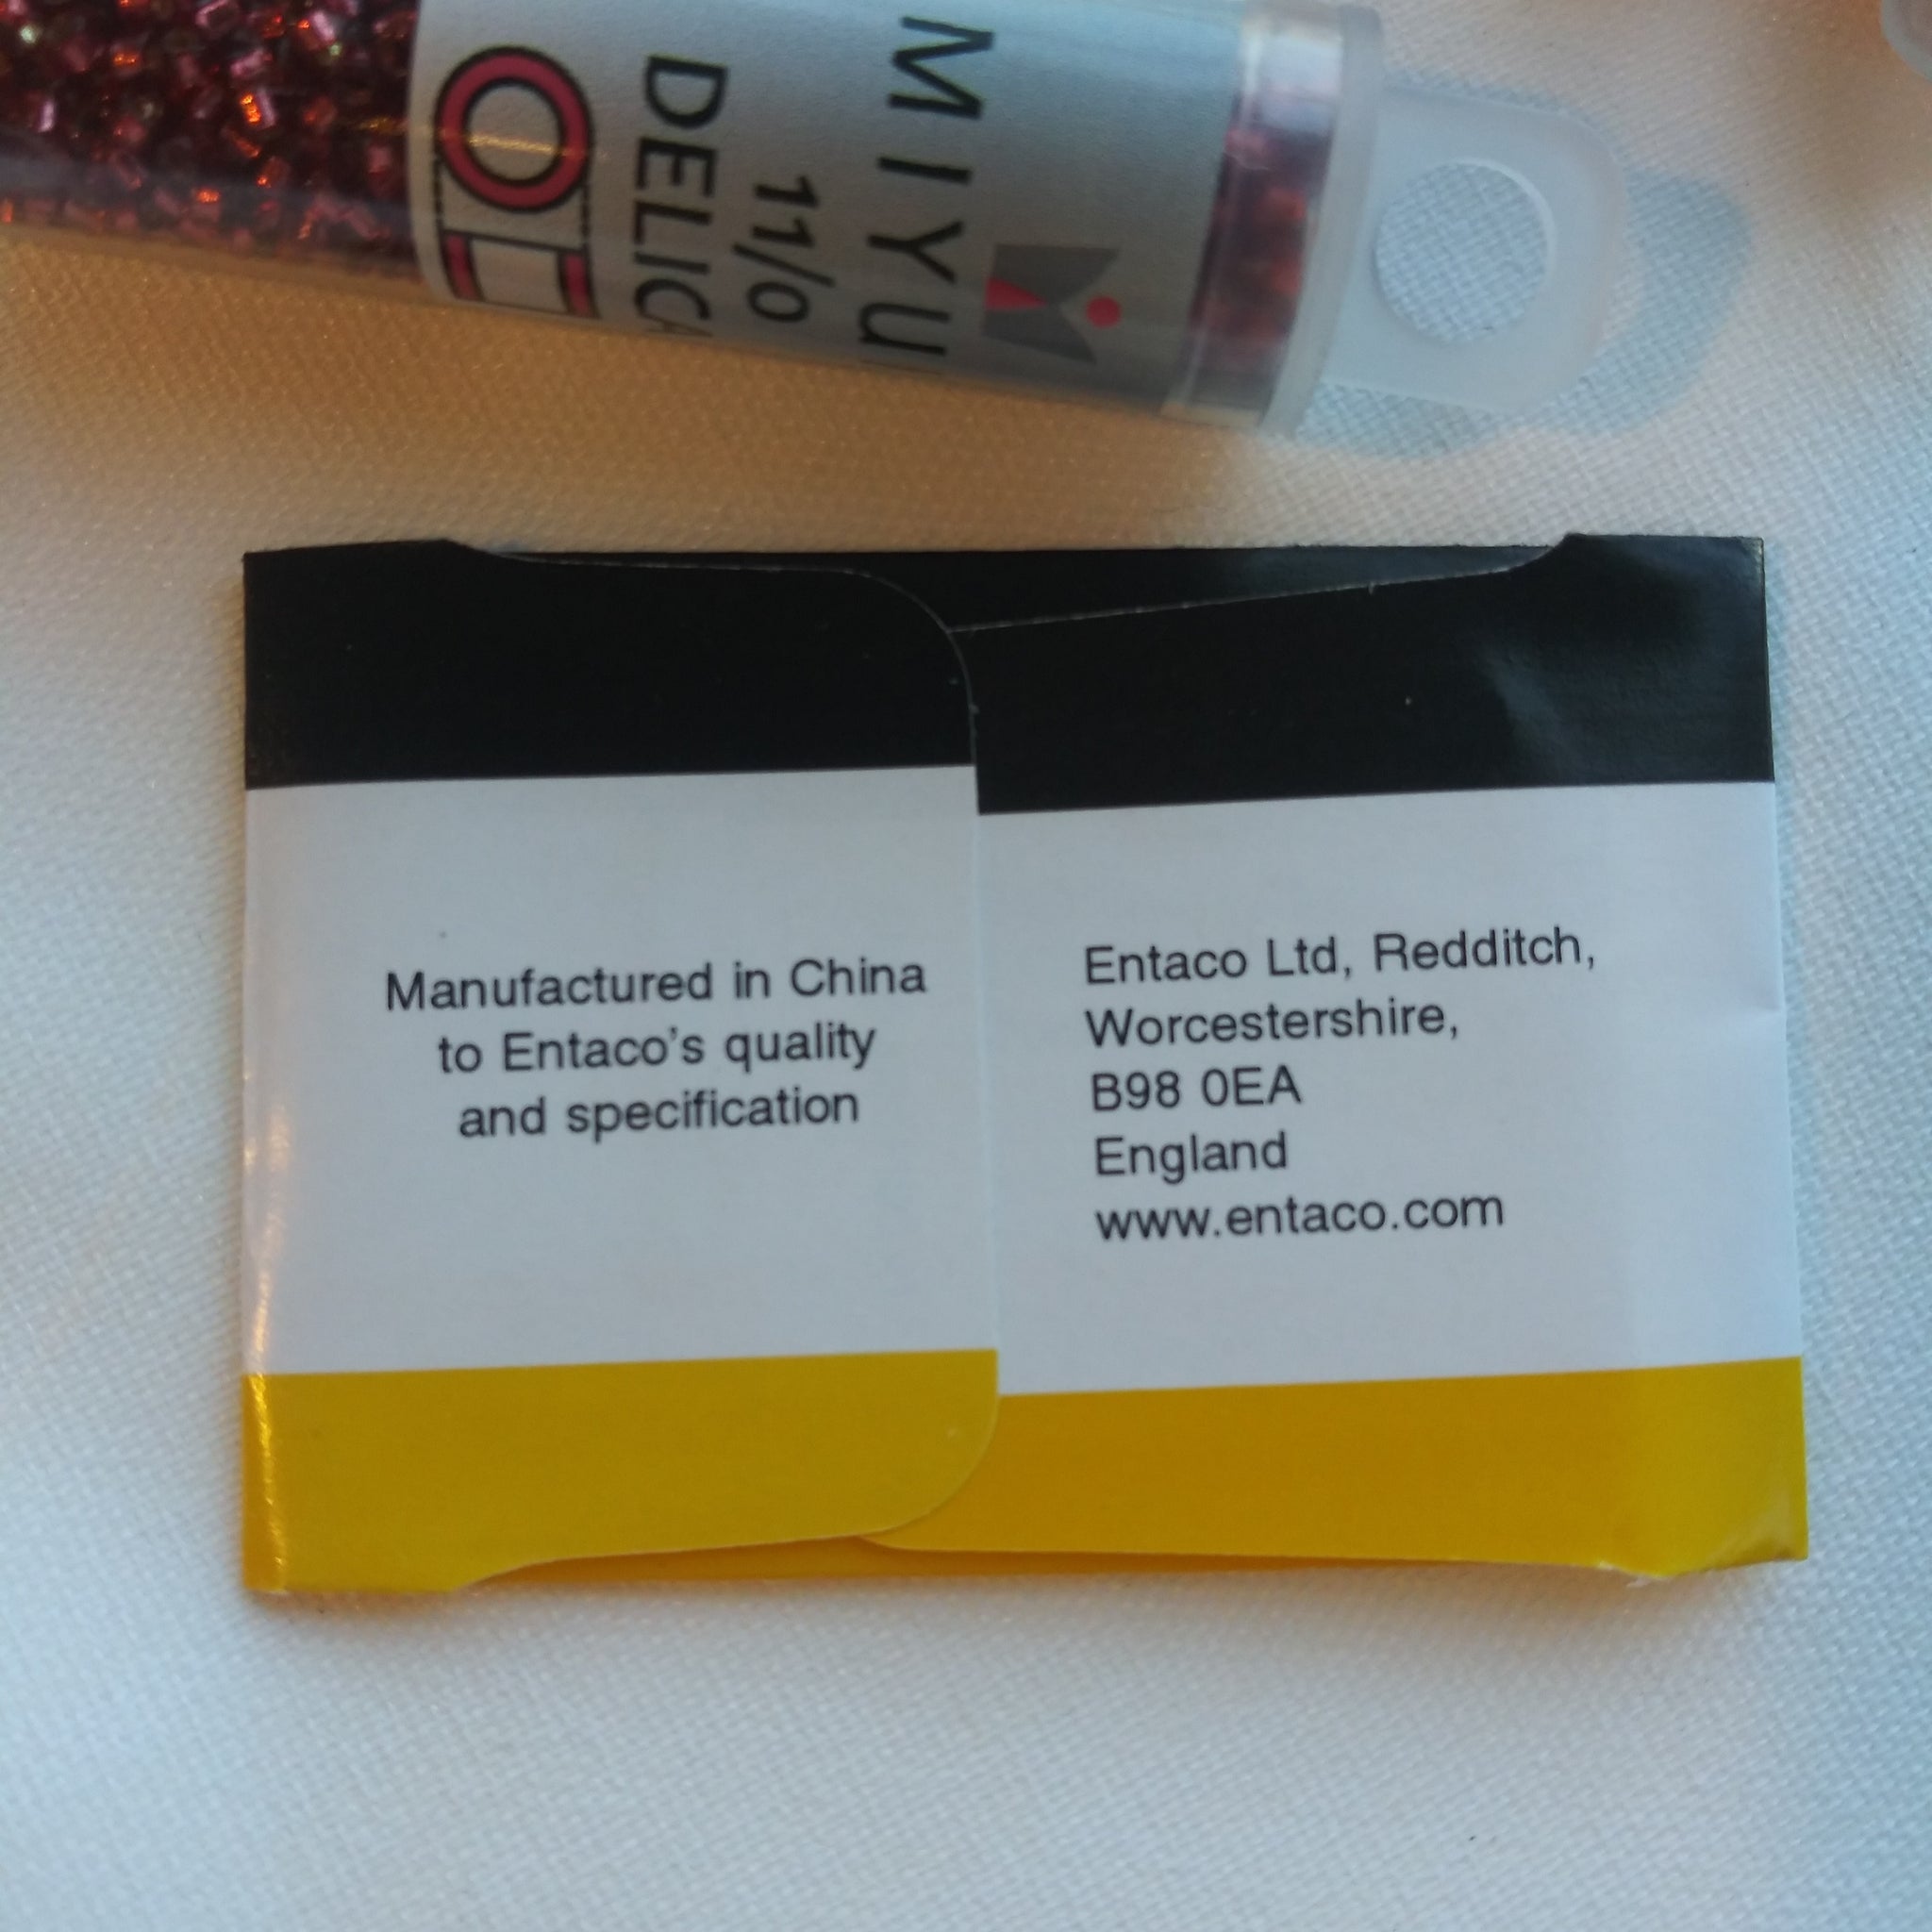 MIYU
11/0
DELIC
Manufactured in China
to Entaco's quality
and specification
Entaco Ltd, Redditch,
Worcestershire,
B98 0EA
England
www.entaco.com